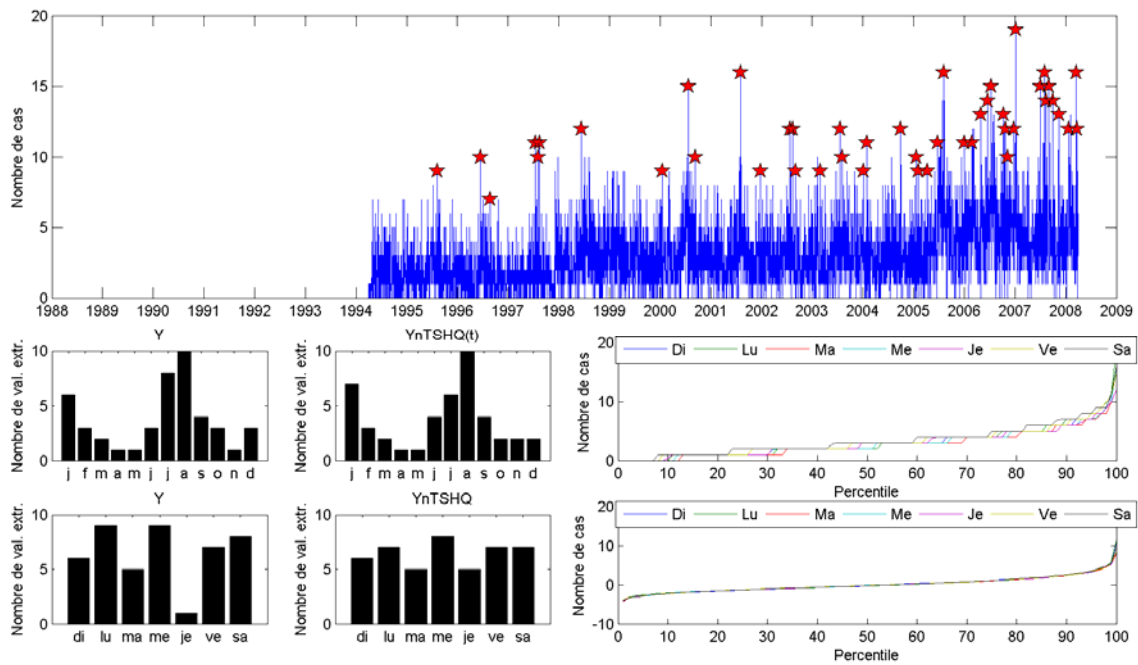 20
15
10
5
0
Nombre de cas
1988 1989 1990 1991 1992 1993 1994 1995 1996 1997 1998 1999 2000 2001 2002 2003 2004 2005 2006 2007 2008 2009
Y
10
5
0
Nombre de val. extr.
j f m a m j j a s o n d
YnTSHQ(t)
10
5
0
Nombre de val. extr.
j f m a m j j a s o n d
20
10
0
Nombre de cas
Di Lu Ma Me Je Ve Sa
0 10 20 30 40 50 60 70 80 90 100
Percentile
Y
10
5
0
Nombre de val. extr.
di lu ma me je ve sa
YnTSHQ
10
5
0
Nombre de val. extr.
di lu ma me je ve sa
20
10
0
-10
Nombre de cas
Di Lu Ma Me Je Ve Sa
0 10 20 30 40 50 60 70 80 90 100
Percentile